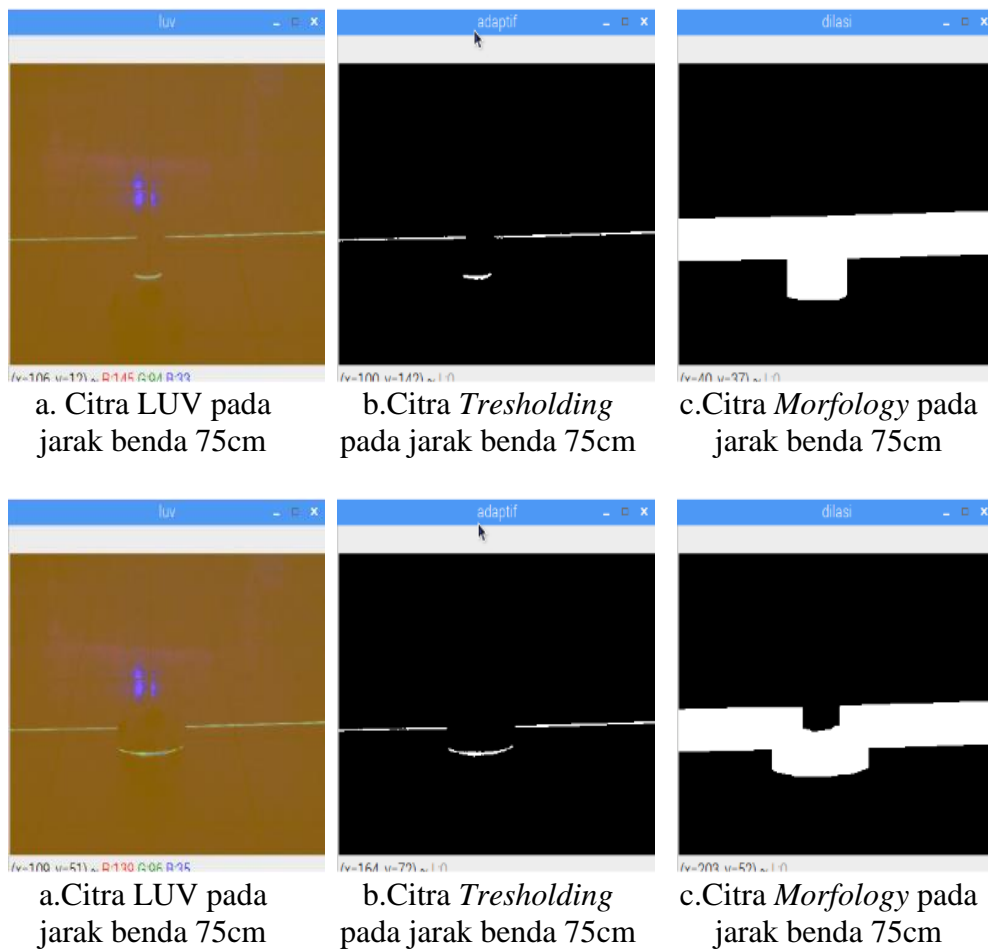 luv
adaptif
dilasi
(x=106, y=12) ~ R:145 G:94 B:33
(x=100, y=142) ~ L:0
(x=40, y=37) ~ L:0
a. Citra LUV pada
jarak benda 75cm
b.Citra Tresholding
pada jarak benda 75cm
c.Citra Morfology pada
jarak benda 75cm
luv
adaptif
dilasi
(x=109, y=51) ~ R:139 G:96 B:35
(x=164, y=72) ~ L:0
(x=203, y=52) ~ L:0
a.Citra LUV pada
jarak benda 75cm
b.Citra Tresholding
pada jarak benda 75cm
c.Citra Morfology pada
jarak benda 75cm